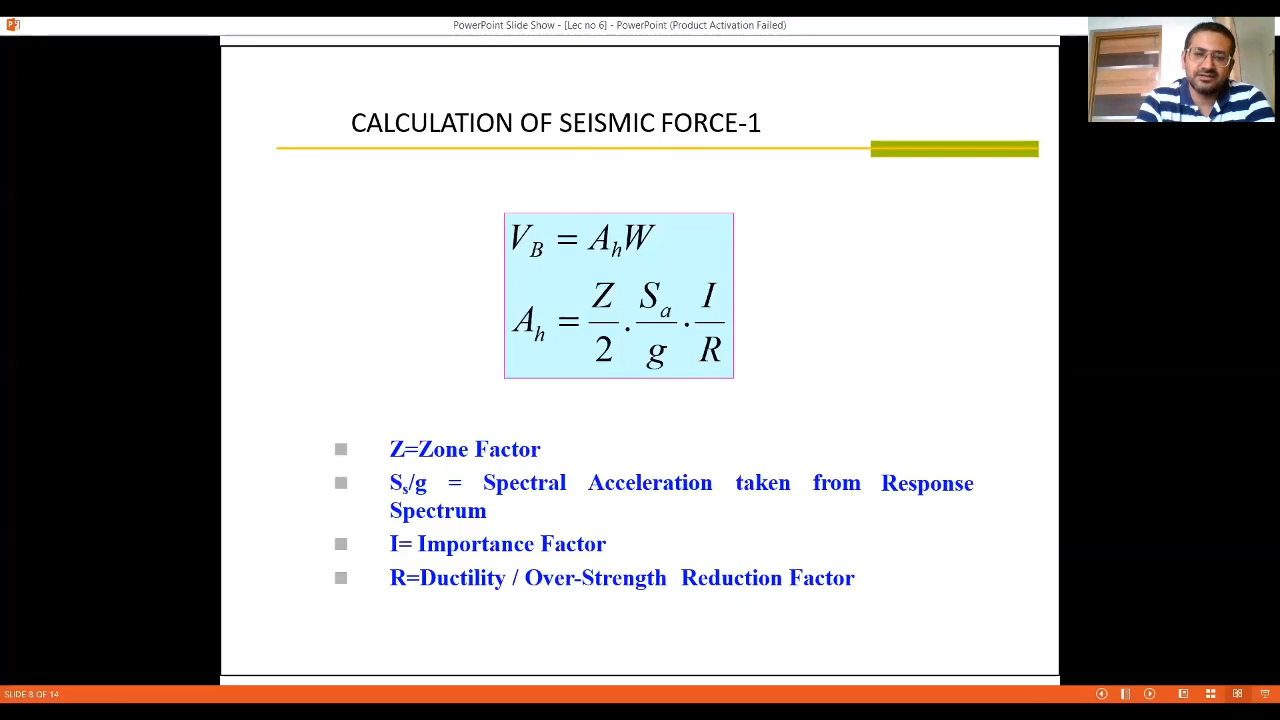 PowerPoint Slide Show - [Lec no 6] - PowerPoint (Product Activation Failed)
CALCULATION OF SEISMIC FORCE-1
V_B = A_h W
A_h = Z/2 . S_a/g · I/R
Z=Zone Factor
S_s/g = Spectral Acceleration taken from Response
Spectrum
I= Importance Factor
R=Ductility / Over-Strength Reduction Factor
SLIDE 8 OF 14